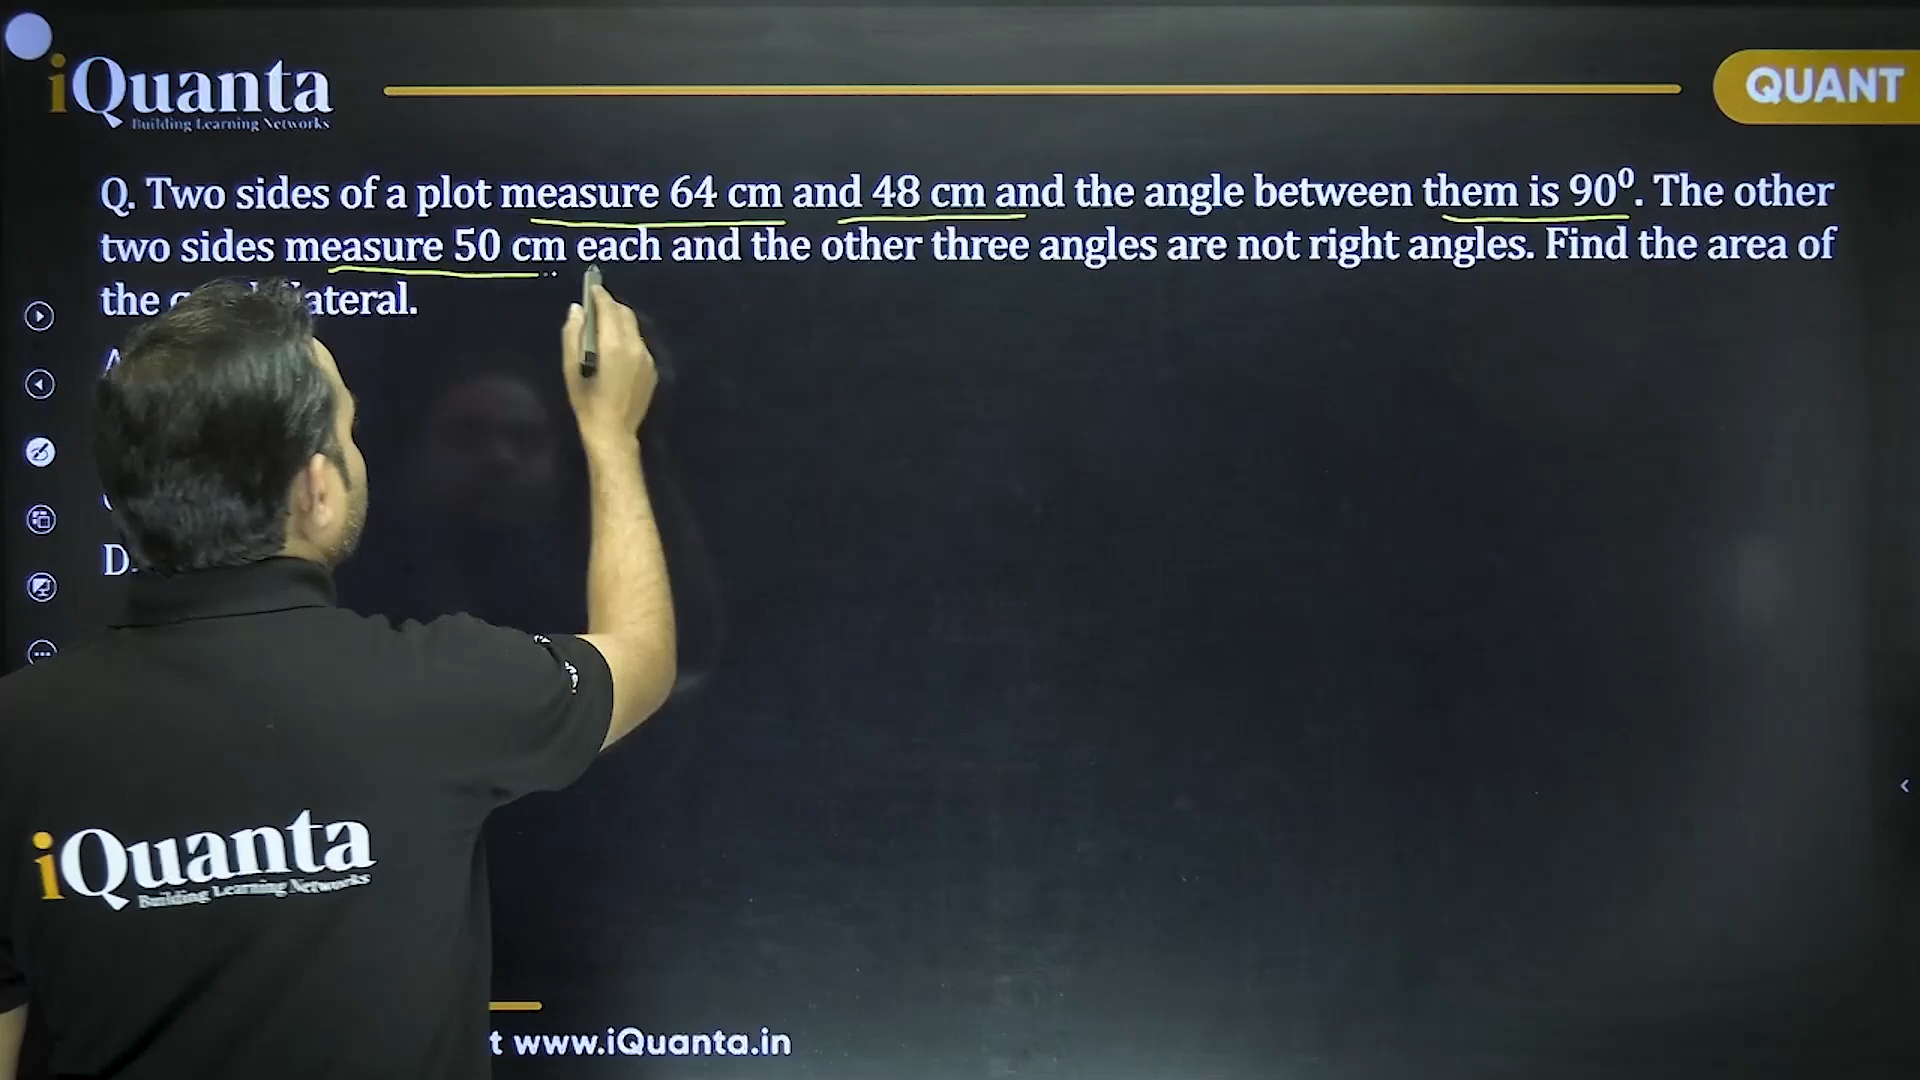 iQuanta
Building Learning Networks
QUANT
Q. Two sides of a plot measure 64 cm and 48 cm and the angle between them is 90⁰. The other
two sides measure 50 cm each and the other three angles are not right angles. Find the area of
the
D.
iQuanta
Building Learning Networks
www.iQuanta.in